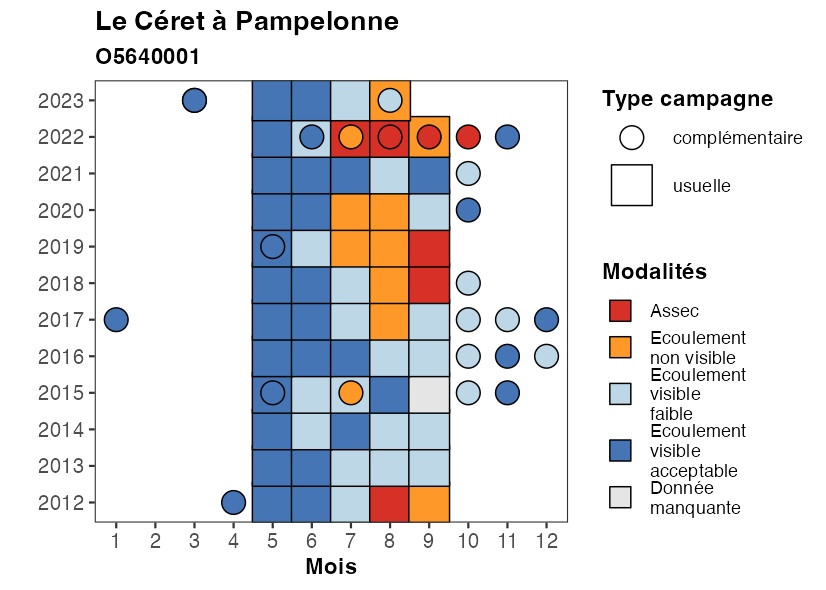 Le Céret à Pampelonne
O5640001
2023
2022
2021
2020
2019
2018
2017
2016
2015
2014
2013
2012
1 2 3 4 5 6 7 8 9 10 11 12
Mois
Type campagne
complémentaire
usuelle
Modalités
Assec
Ecoulement
non visible
Ecoulement
visible
faible
Ecoulement
visible
acceptable
Donnée
manquante